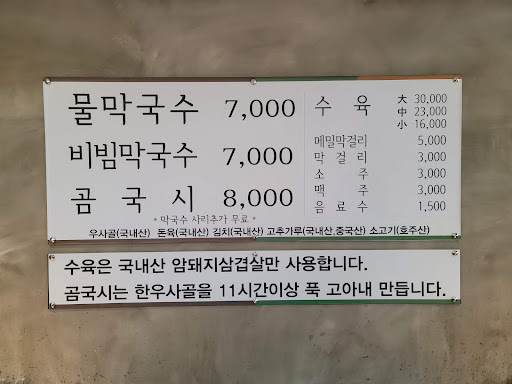 물막국수 7,000
비빔막국수 7,000
곰국시 8,000
* 막국수 사리추가 무료 *
수육 大 30,000
中 23,000
小 16,000
메밀막걸리 5,000
막걸리 3,000
소주 3,000
맥주 3,000
음료수 1,500
우사골(국내산) 돈육(국내산) 김치(국내산) 고추가루(국내산,중국산) 소고기(호주산)
수육은 국내산 암돼지삼겹살만 사용합니다.
곰국시는 한우사골을 11시간이상 푹 고아내 만듭니다.